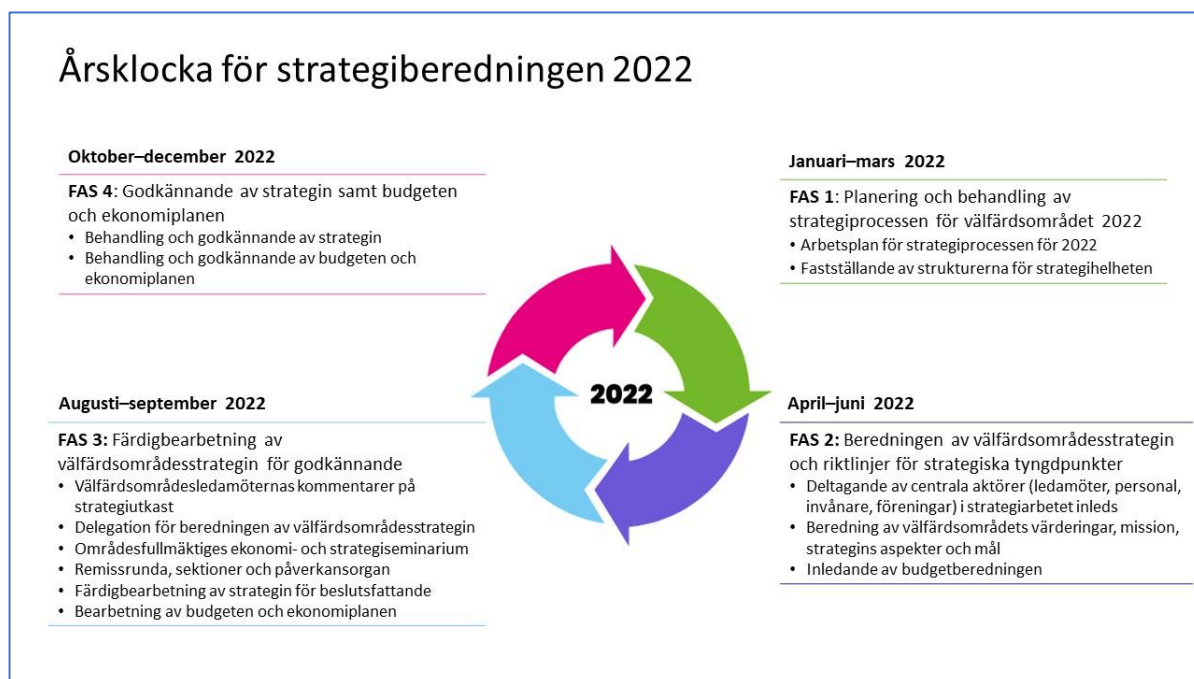 Årsklocka för strategiberedningen 2022
Oktober–december 2022
FAS 4: Godkännande av strategin samt budgeten
och ekonomiplanen
• Behandling och godkännande av strategin
• Behandling och godkännande av budgeten och
ekonomiplanen
Januari–mars 2022
FAS 1: Planering och behandling av
strategiprocessen för välfärdsområdet 2022
• Arbetsplan för strategiprocessen för 2022
• Fastställande av strukturerna för strategihelheten
2022
Augusti–september 2022
FAS 3: Färdigbearbetning av
välfärdsområdesstrategin för godkännande
• Välfärdsområdesledamöternas kommentarer på
strategiutkast
• Delegation för beredningen av välfärdsområdesstrategin
• Områdesfullmäktiges ekonomi- och strategiseminarium
• Remissrunda, sektioner och påverkansorgan
• Färdigbearbetning av strategin för beslutsfattande
• Bearbetning av budgeten och ekonomiplanen
April–juni 2022
FAS 2: Beredningen av välfärdsområdesstrategin
och riktlinjer för strategiska tyngdpunkter
• Deltagande av centrala aktörer (ledamöter, personal,
invånare, föreningar) i strategiarbetet inleds
• Beredning av välfärdsområdets värderingar, mission,
strategins aspekter och mål
• Inledande av budgetberedningen